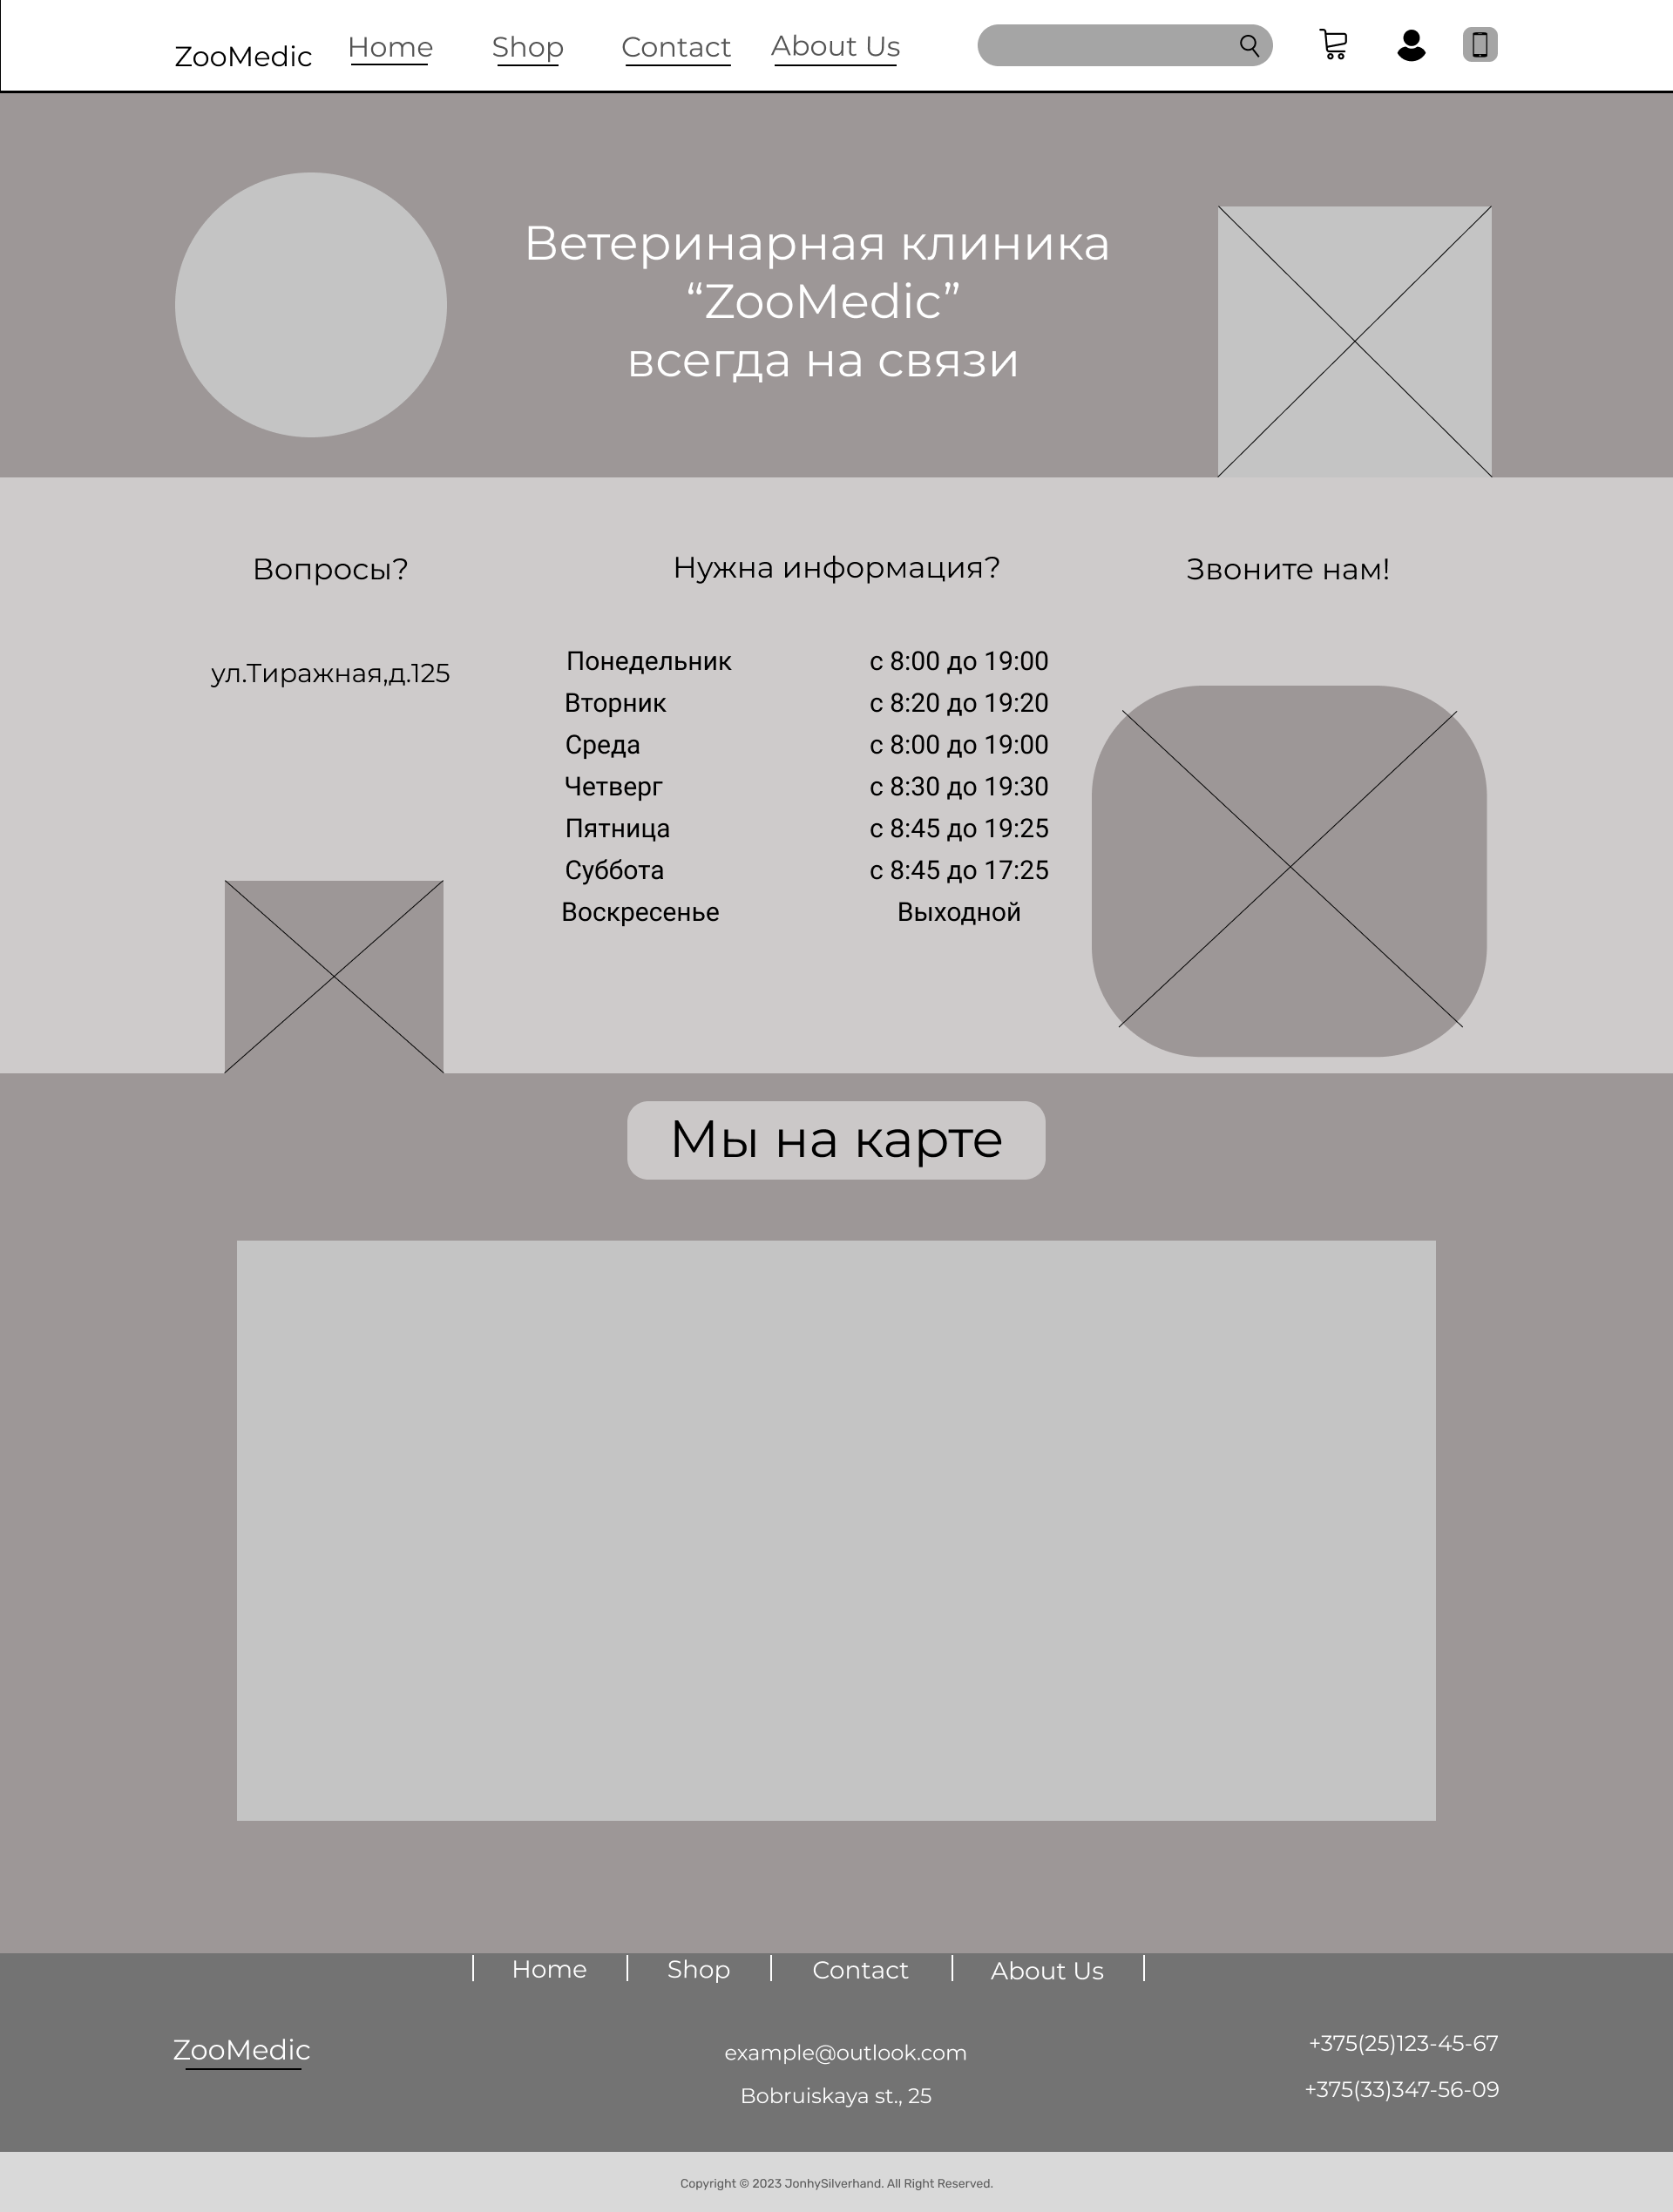 ZooMedic Home Shop Contact About Us
Ветеринарная клиника
“ZooMedic”
всегда на связи
Вопросы?
ул.Тиражная,д.125
Нужна информация?
Понедельник с 8:00 до 19:00
Вторник с 8:20 до 19:20
Среда с 8:00 до 19:00
Четверг с 8:30 до 19:30
Пятница с 8:45 до 19:25
Суббота с 8:45 до 17:25
Воскресенье Выходной
Звоните нам!
Мы на карте
Home Shop Contact About Us
ZooMedic
example@outlook.com
Bobruiskaya st., 25
+375(25)123-45-67
+375(33)347-56-09
Copyright © 2023 JonhySilverhand. All Right Reserved.